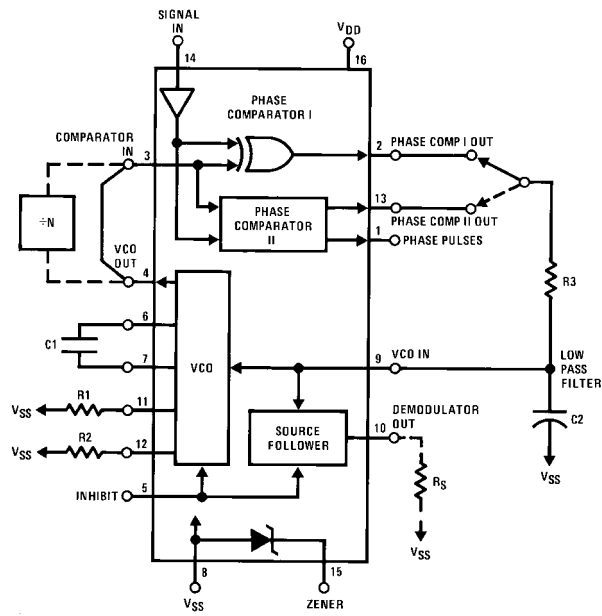 SIGNAL
IN
VDD
14
16
PHASE
COMPARATOR I
COMPARATOR
IN
3
2
PHASE COMP I OUT
÷N
PHASE
COMPARATOR
II
13
PHASE COMP II OUT
1
PHASE PULSES
VCO
OUT
4
R3
6
C1
7
VCO
9
VCO IN
LOW
PASS
FILTER
R1
VSS
11
DEMODULATOR
OUT
C2
R2
VSS
12
SOURCE
FOLLOWER
10
VSS
INHIBIT
5
RS
VSS
8
15
VSS
ZENER